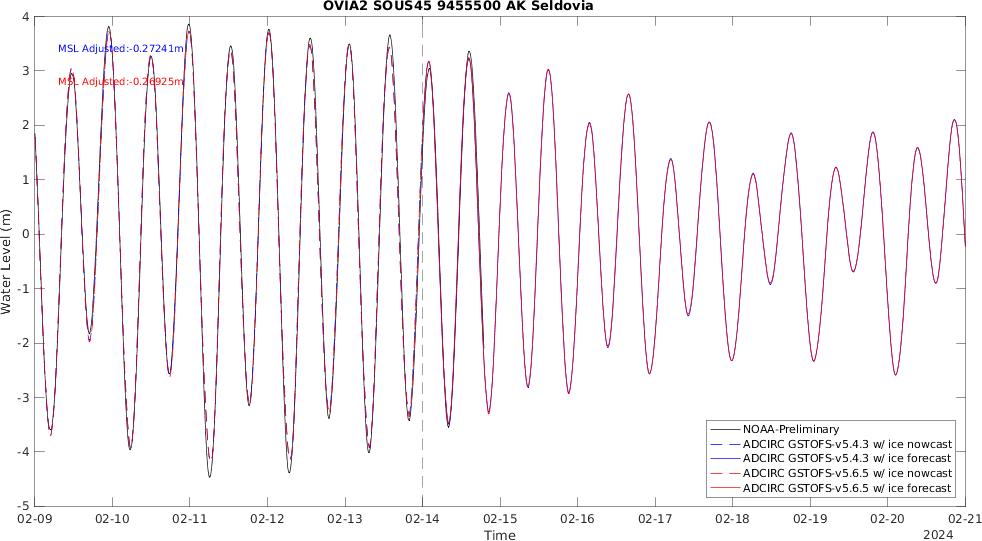 OVIA2 SOUS45 9455500 AK Seldovia
MSL Adjusted:-0.27241m
MSL Adjusted:-0.26925m
Water Level (m)
4
3
2
1
0
-1
-2
-3
-4
-5
NOAA-Preliminary
ADCIRC GSTOFS-v5.4.3 w/ ice nowcast
ADCIRC GSTOFS-v5.4.3 w/ ice forecast
ADCIRC GSTOFS-v5.6.5 w/ ice nowcast
ADCIRC GSTOFS-v5.6.5 w/ ice forecast
02-09 02-10 02-11 02-12 02-13 02-14 02-15 02-16 02-17 02-18 02-19 02-20 02-21
Time
2024